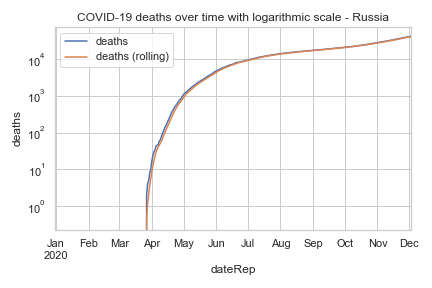 COVID-19 deaths over time with logarithmic scale - Russia
deaths
deaths (rolling)
10⁴
10³
10²
10¹
10⁰
deaths
Jan Feb Mar Apr May Jun Jul Aug Sep Oct Nov Dec
2020
dateRep